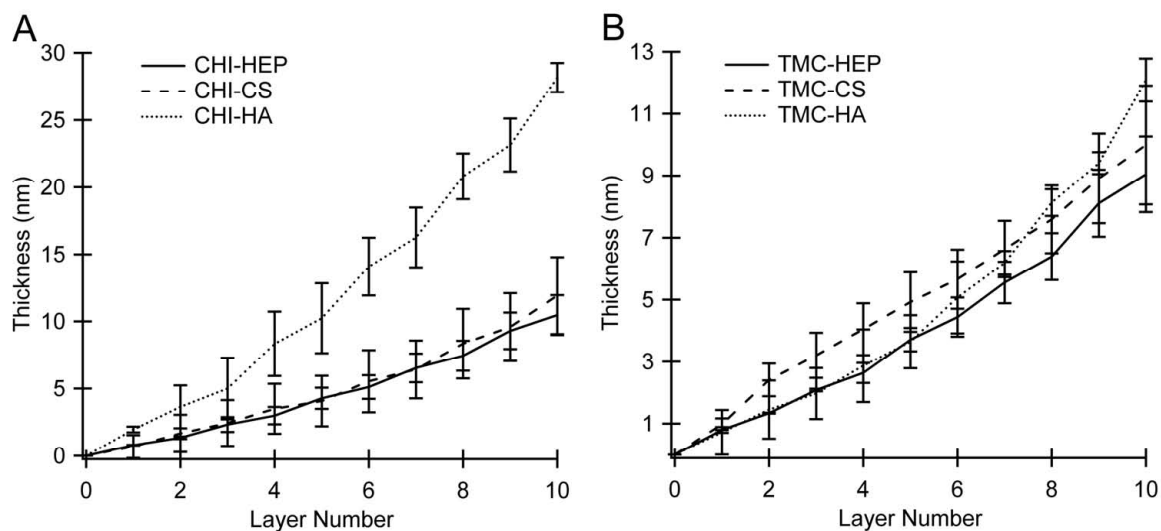 A
CHI-HEP
CHI-CS
CHI-HA
Thickness (nm)
30
25
20
15
10
5
0
0 2 4 6 8 10
Layer Number
B
TMC-HEP
TMC-CS
TMC-HA
Thickness (nm)
13
11
9
7
5
3
1
0 2 4 6 8 10
Layer Number